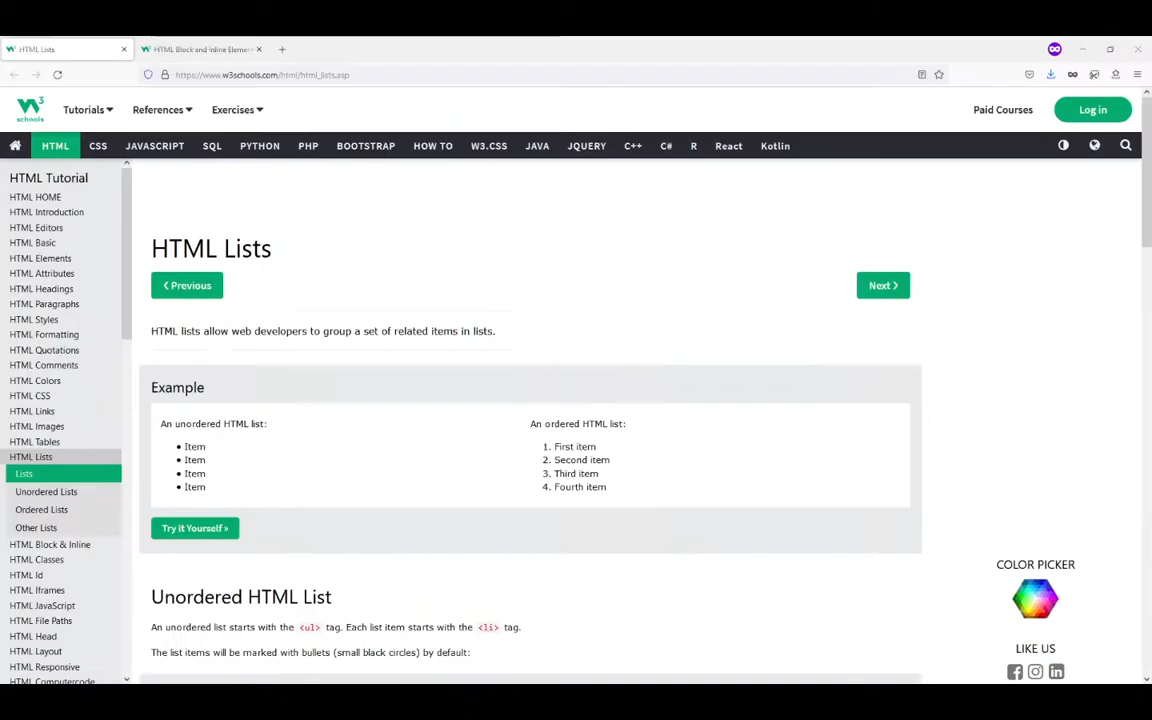 HTML Lists
HTML Block and Inline Elemen
https://www.w3schools.com/html/html_lists.asp
W3 schools
Tutorials
References
Exercises
Paid Courses
Log in
HTML
CSS
JAVASCRIPT
SQL
PYTHON
PHP
BOOTSTRAP
HOW TO
W3.CSS
JAVA
JQUERY
C++
C#
R
React
Kotlin
HTML Tutorial
HTML HOME
HTML Introduction
HTML Editors
HTML Basic
HTML Elements
HTML Attributes
HTML Headings
HTML Paragraphs
HTML Styles
HTML Formatting
HTML Quotations
HTML Comments
HTML Colors
HTML CSS
HTML Links
HTML Images
HTML Tables
HTML Lists
Lists
Unordered Lists
Ordered Lists
Other Lists
HTML Block & Inline
HTML Classes
HTML Id
HTML Iframes
HTML JavaScript
HTML File Paths
HTML Head
HTML Layout
HTML Responsive
HTML Computercode
HTML Lists
❮ Previous
Next ❯
HTML lists allow web developers to group a set of related items in lists.
Example
An unordered HTML list:
• Item
• Item
• Item
• Item
An ordered HTML list:
1. First item
2. Second item
3. Third item
4. Fourth item
Try it Yourself »
Unordered HTML List
An unordered list starts with the <ul> tag. Each list item starts with the <li> tag.
The list items will be marked with bullets (small black circles) by default:
COLOR PICKER
LIKE US